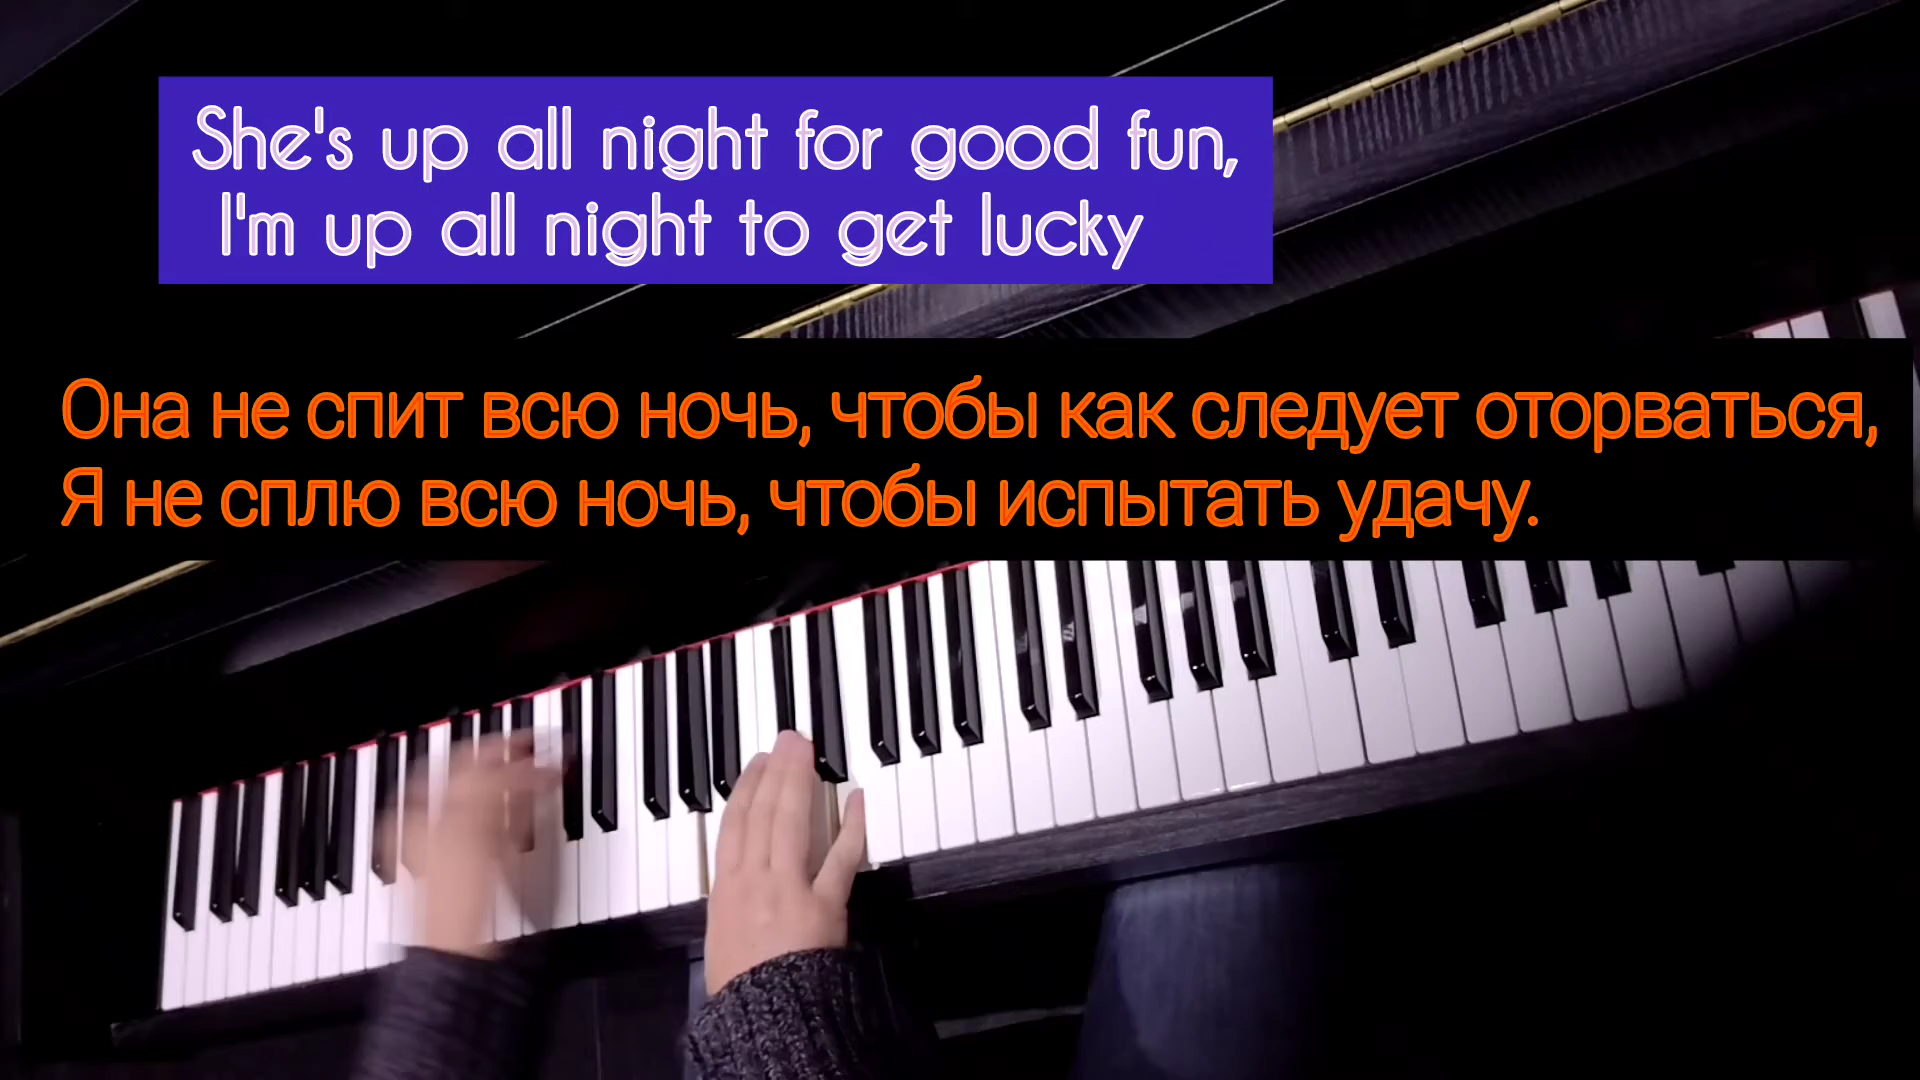 She's up all night for good fun,
I'm up all night to get lucky
Она не спит всю ночь, чтобы как следует оторваться,
Я не сплю всю ночь, чтобы испытать удачу.